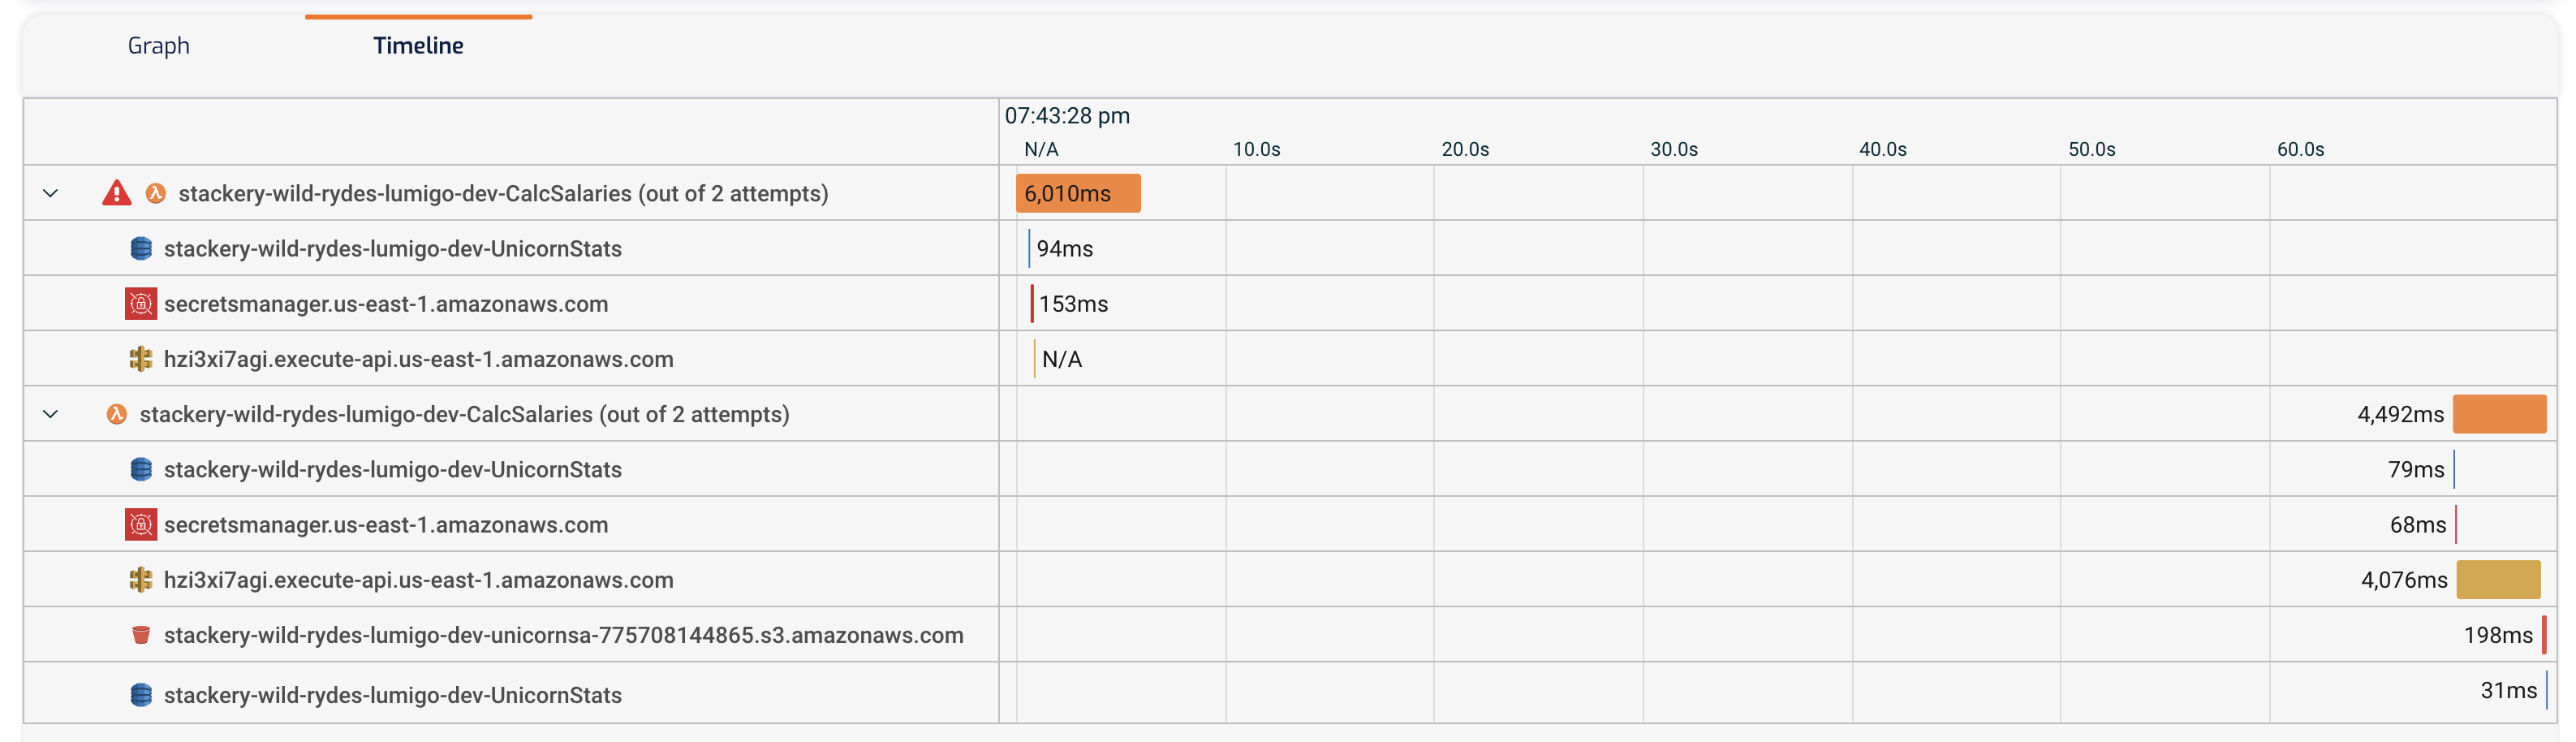 Graph
Timeline
07:43:28 pm
N/A 10.0s 20.0s 30.0s 40.0s 50.0s 60.0s
stackery-wild-rydes-lumigo-dev-CalcSalaries (out of 2 attempts) 6,010ms
stackery-wild-rydes-lumigo-dev-UnicornStats 94ms
secretsmanager.us-east-1.amazonaws.com 153ms
hzi3xi7agi.execute-api.us-east-1.amazonaws.com N/A
stackery-wild-rydes-lumigo-dev-CalcSalaries (out of 2 attempts) 4,492ms
stackery-wild-rydes-lumigo-dev-UnicornStats 79ms
secretsmanager.us-east-1.amazonaws.com 68ms
hzi3xi7agi.execute-api.us-east-1.amazonaws.com 4,076ms
stackery-wild-rydes-lumigo-dev-unicornsa-775708144865.s3.amazonaws.com 198ms
stackery-wild-rydes-lumigo-dev-UnicornStats 31ms